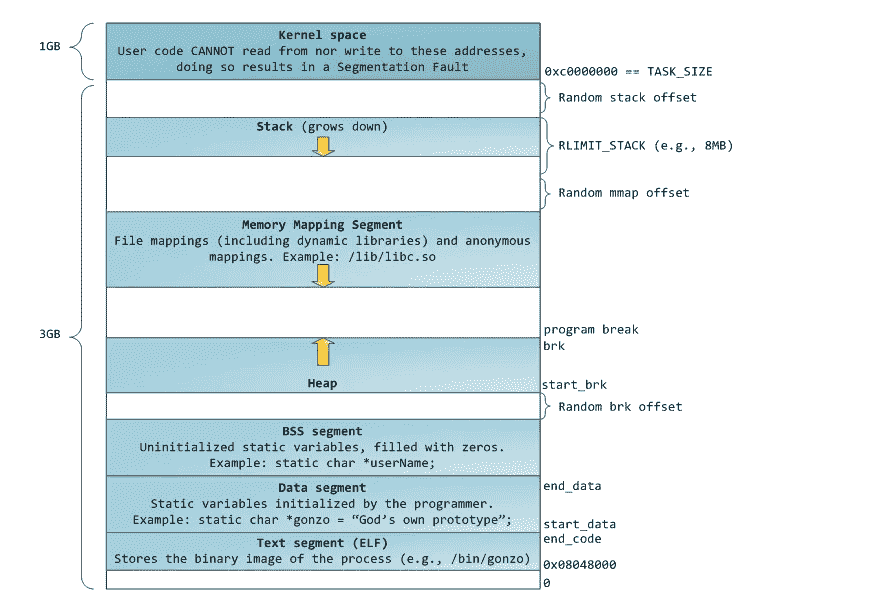 Kernel space
1GB
User code CANNOT read from nor write to these addresses,
doing so results in a Segmentation Fault
0xc0000000 == TASK_SIZE
Random stack offset
Stack (grows down)
RLIMIT_STACK (e.g., 8MB)
Random mmap offset
Memory Mapping Segment
File mappings (including dynamic libraries) and anonymous
mappings. Example: /lib/libc.so
3GB
program break
brk
Heap
start_brk
Random brk offset
BSS segment
Uninitialized static variables, filled with zeros.
Example: static char *userName;
Data segment
end_data
Static variables initialized by the programmer.
Example: static char *gonzo = “God’s own prototype”;
start_data
end_code
Text segment (ELF)
Stores the binary image of the process (e.g., /bin/gonzo)
0x08048000
0